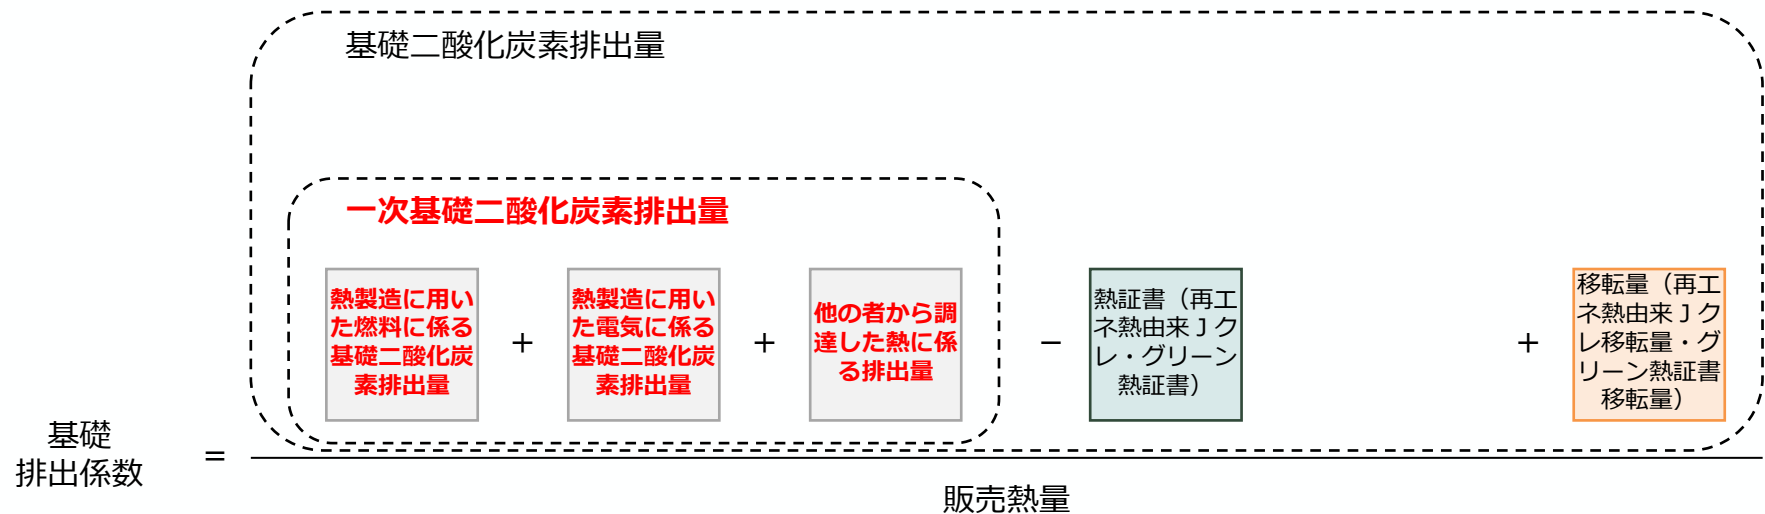 基礎二酸化炭素排出量
一次基礎二酸化炭素排出量
熱製造に用い
た燃料に係る
基礎二酸化炭
素排出量
+
熱製造に用い
た電気に係る
基礎二酸化炭
素排出量
+
他の者から調
達した熱に係
る排出量
−
熱証書（再エ
ネ熱由来Ｊク
レ・グリーン
熱証書）
+
移転量（再エ
ネ熱由来Ｊク
レ移転量・グ
リーン熱証書
移転量）
基礎
排出係数
=
販売熱量